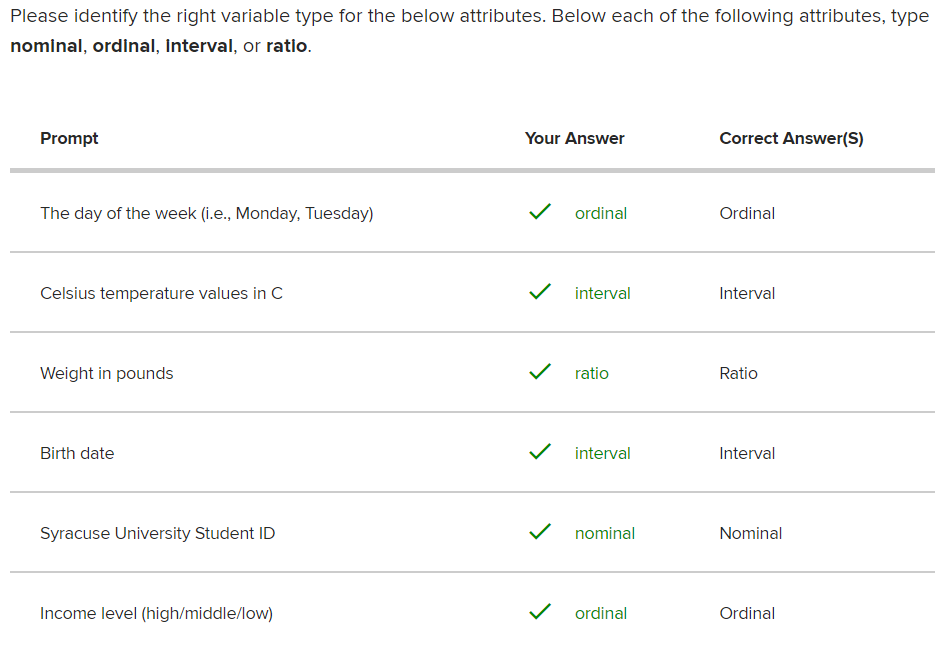 Please identify the right variable type for the below attributes. Below each of the following attributes, type
nominal, ordinal, interval, or ratio.
Prompt Your Answer Correct Answer(S)
The day of the week (i.e., Monday, Tuesday) ordinal Ordinal
Celsius temperature values in C interval Interval
Weight in pounds ratio Ratio
Birth date interval Interval
Syracuse University Student ID nominal Nominal
Income level (high/middle/low) ordinal Ordinal